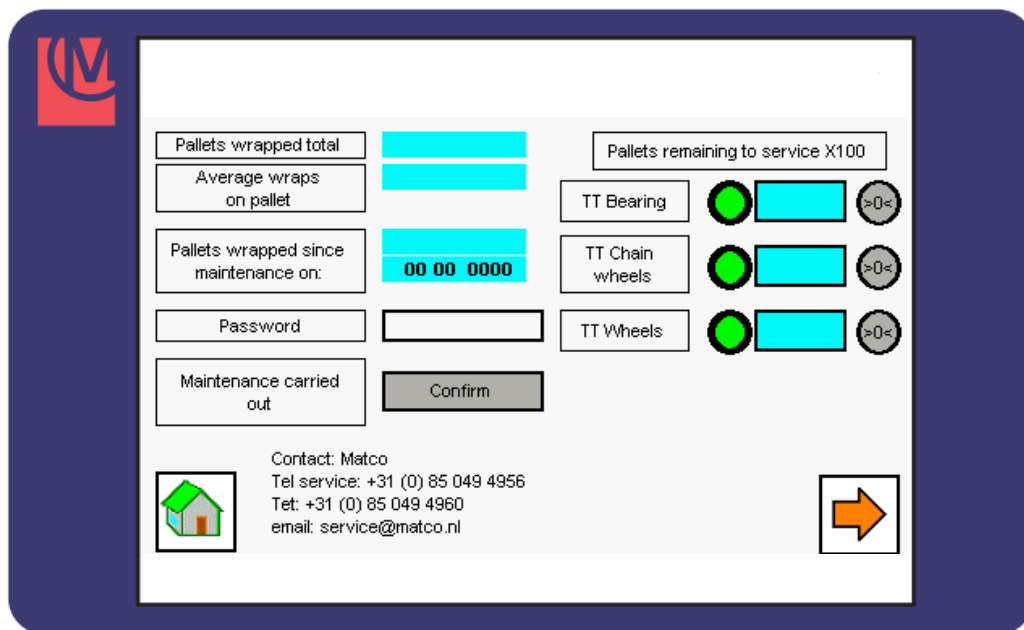 Pallets wrapped total
Average wraps
on pallet
Pallets wrapped since
maintenance on:
00 00 0000
Password
Maintenance carried
out
Confirm
Pallets remaining to service X100
TT Bearing
>0<
TT Chain
wheels
>0<
TT Wheels
>0<
Contact: Matco
Tel service: +31 (0) 85 049 4956
Tet: +31 (0) 85 049 4960
email: service@matco.nl